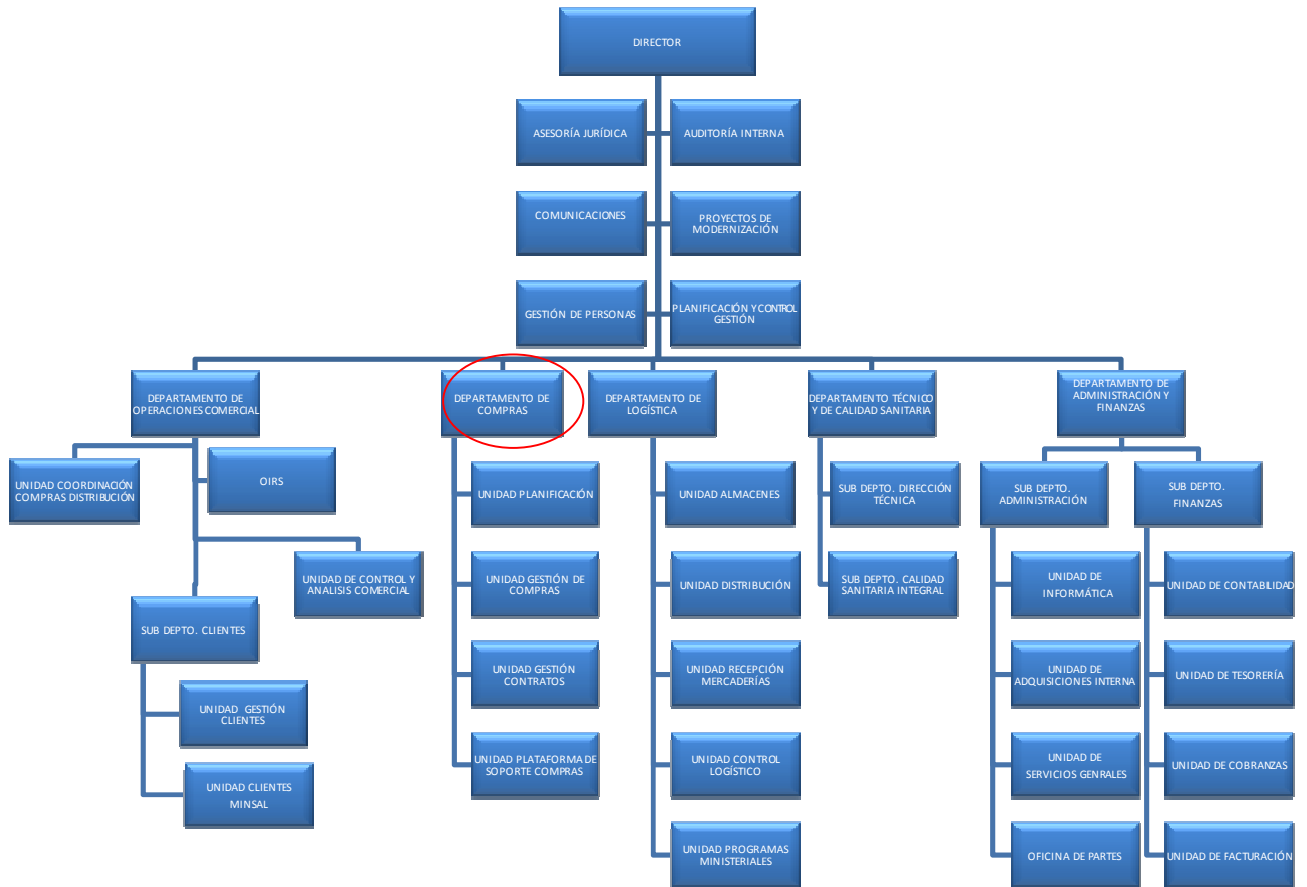 DIRECTOR
ASESORÍA JURÍDICA
AUDITORÍA INTERNA
COMUNICACIONES
PROYECTOS DE
MODERNIZACIÓN
GESTIÓN DE PERSONAS
PLANIFICACIÓN Y CONTROL
GESTIÓN
DEPARTAMENTO DE
OPERACIONES COMERCIAL
DEPARTAMENTO DE
COMPRAS
DEPARTAMENTO DE
LOGÍSTICA
DEPARTAMENTO TÉCNICO
Y DE CALIDAD SANITARIA
DEPARTAMENTO DE
ADMINISTRACIÓN Y
FINANZAS
UNIDAD COORDINACIÓN
COMPRAS DISTRIBUCIÓN
OIRS
UNIDAD DE CONTROL Y
ANALISIS COMERCIAL
SUB DEPTO. CLIENTES
UNIDAD GESTIÓN
CLIENTES
UNIDAD CLIENTES
MINSAL
UNIDAD PLANIFICACIÓN
UNIDAD GESTIÓN DE
COMPRAS
UNIDAD GESTIÓN
CONTRATOS
UNIDAD PLATAFORMA DE
SOPORTE COMPRAS
UNIDAD ALMACENES
UNIDAD DISTRIBUCIÓN
UNIDAD RECEPCIÓN
MERCADERÍAS
UNIDAD CONTROL
LOGÍSTICO
UNIDAD PROGRAMAS
MINISTERIALES
SUB DEPTO. DIRECCIÓN
TÉCNICA
SUB DEPTO. CALIDAD
SANITARIA INTEGRAL
SUB DEPTO.
ADMINISTRACIÓN
UNIDAD DE
INFORMÁTICA
UNIDAD DE
ADQUISICIONES INTERNA
UNIDAD DE
SERVICIOS GENRALES
OFICINA DE PARTES
SUB DEPTO.
FINANZAS
UNIDAD DE CONTABILIDAD
UNIDAD DE TESORERÍA
UNIDAD DE COBRANZAS
UNIDAD DE FACTURACIÓN